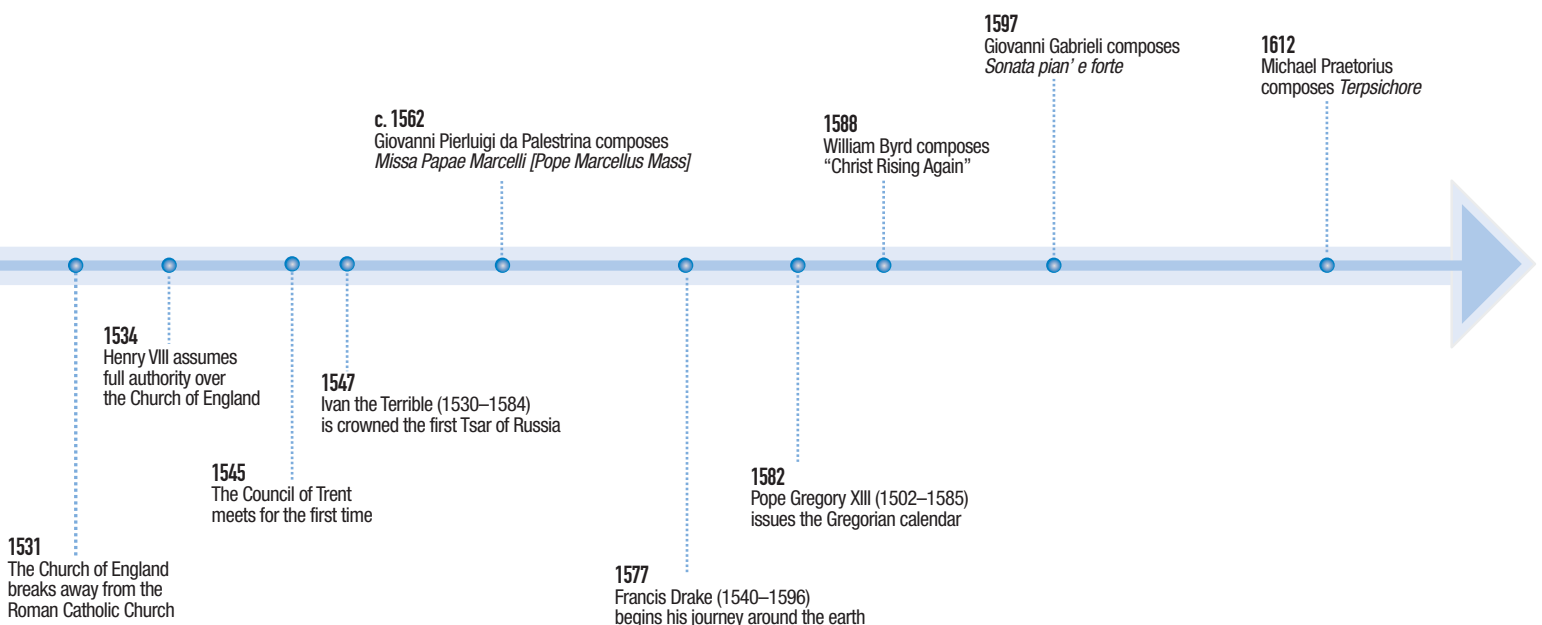 1597
Giovanni Gabrieli composes
Sonata pian’ e forte
1612
Michael Praetorius
composes Terpsichore
c. 1562
Giovanni Pierluigi da Palestrina composes
Missa Papae Marcelli [Pope Marcellus Mass]
1588
William Byrd composes
“Christ Rising Again”
1534
Henry VIII assumes
full authority over
the Church of England
1547
Ivan the Terrible (1530–1584)
is crowned the first Tsar of Russia
1545
The Council of Trent
meets for the first time
1582
Pope Gregory XIII (1502–1585)
issues the Gregorian calendar
1531
The Church of England
breaks away from the
Roman Catholic Church
1577
Francis Drake (1540–1596)
begins his journey around the earth